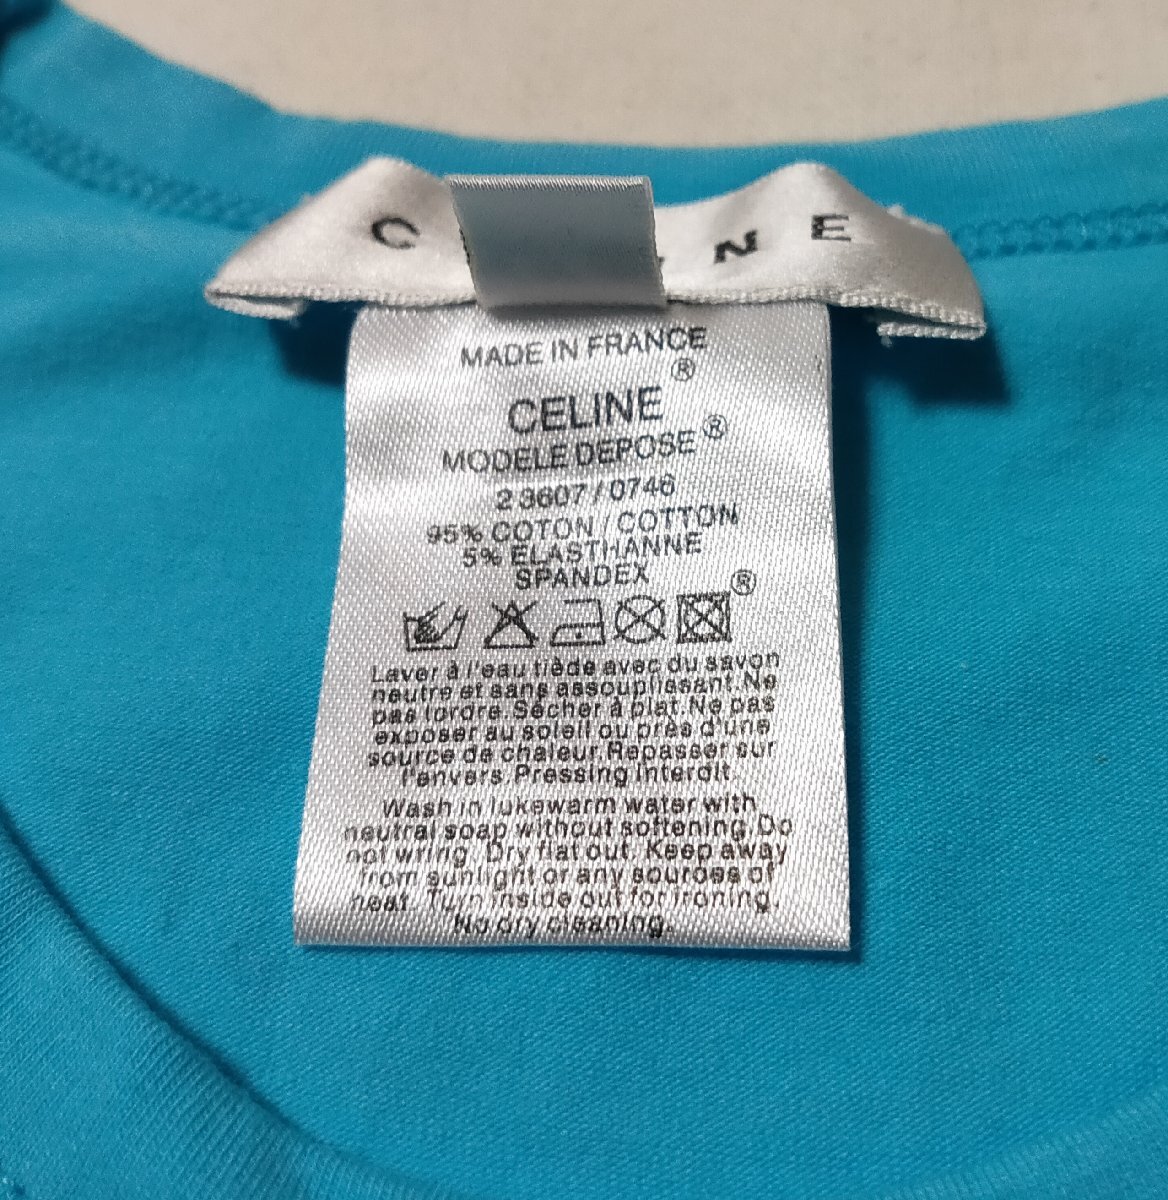 C NE
MADE IN FRANCE
CELINE®
MODELE DEPOSE®
23607/0746
95% COTON/COTTON
5% ELASTHANNE
SPANDEX
®
Laver à l'eau tiède avec du savon
neutre et sans assouplissant. Ne
pas tordre. Sécher à plat. Ne pas
exposer au soleil ou près d'une
source de chaleur. Repasser sur
l'envers. Pressing interdit.
Wash in lukewarm water with
neutral soap without softening. Do
not wring. Dry flat out. Keep away
from sunlight or any sources of
heat. Turn inside out for ironing.
No dry cleaning.